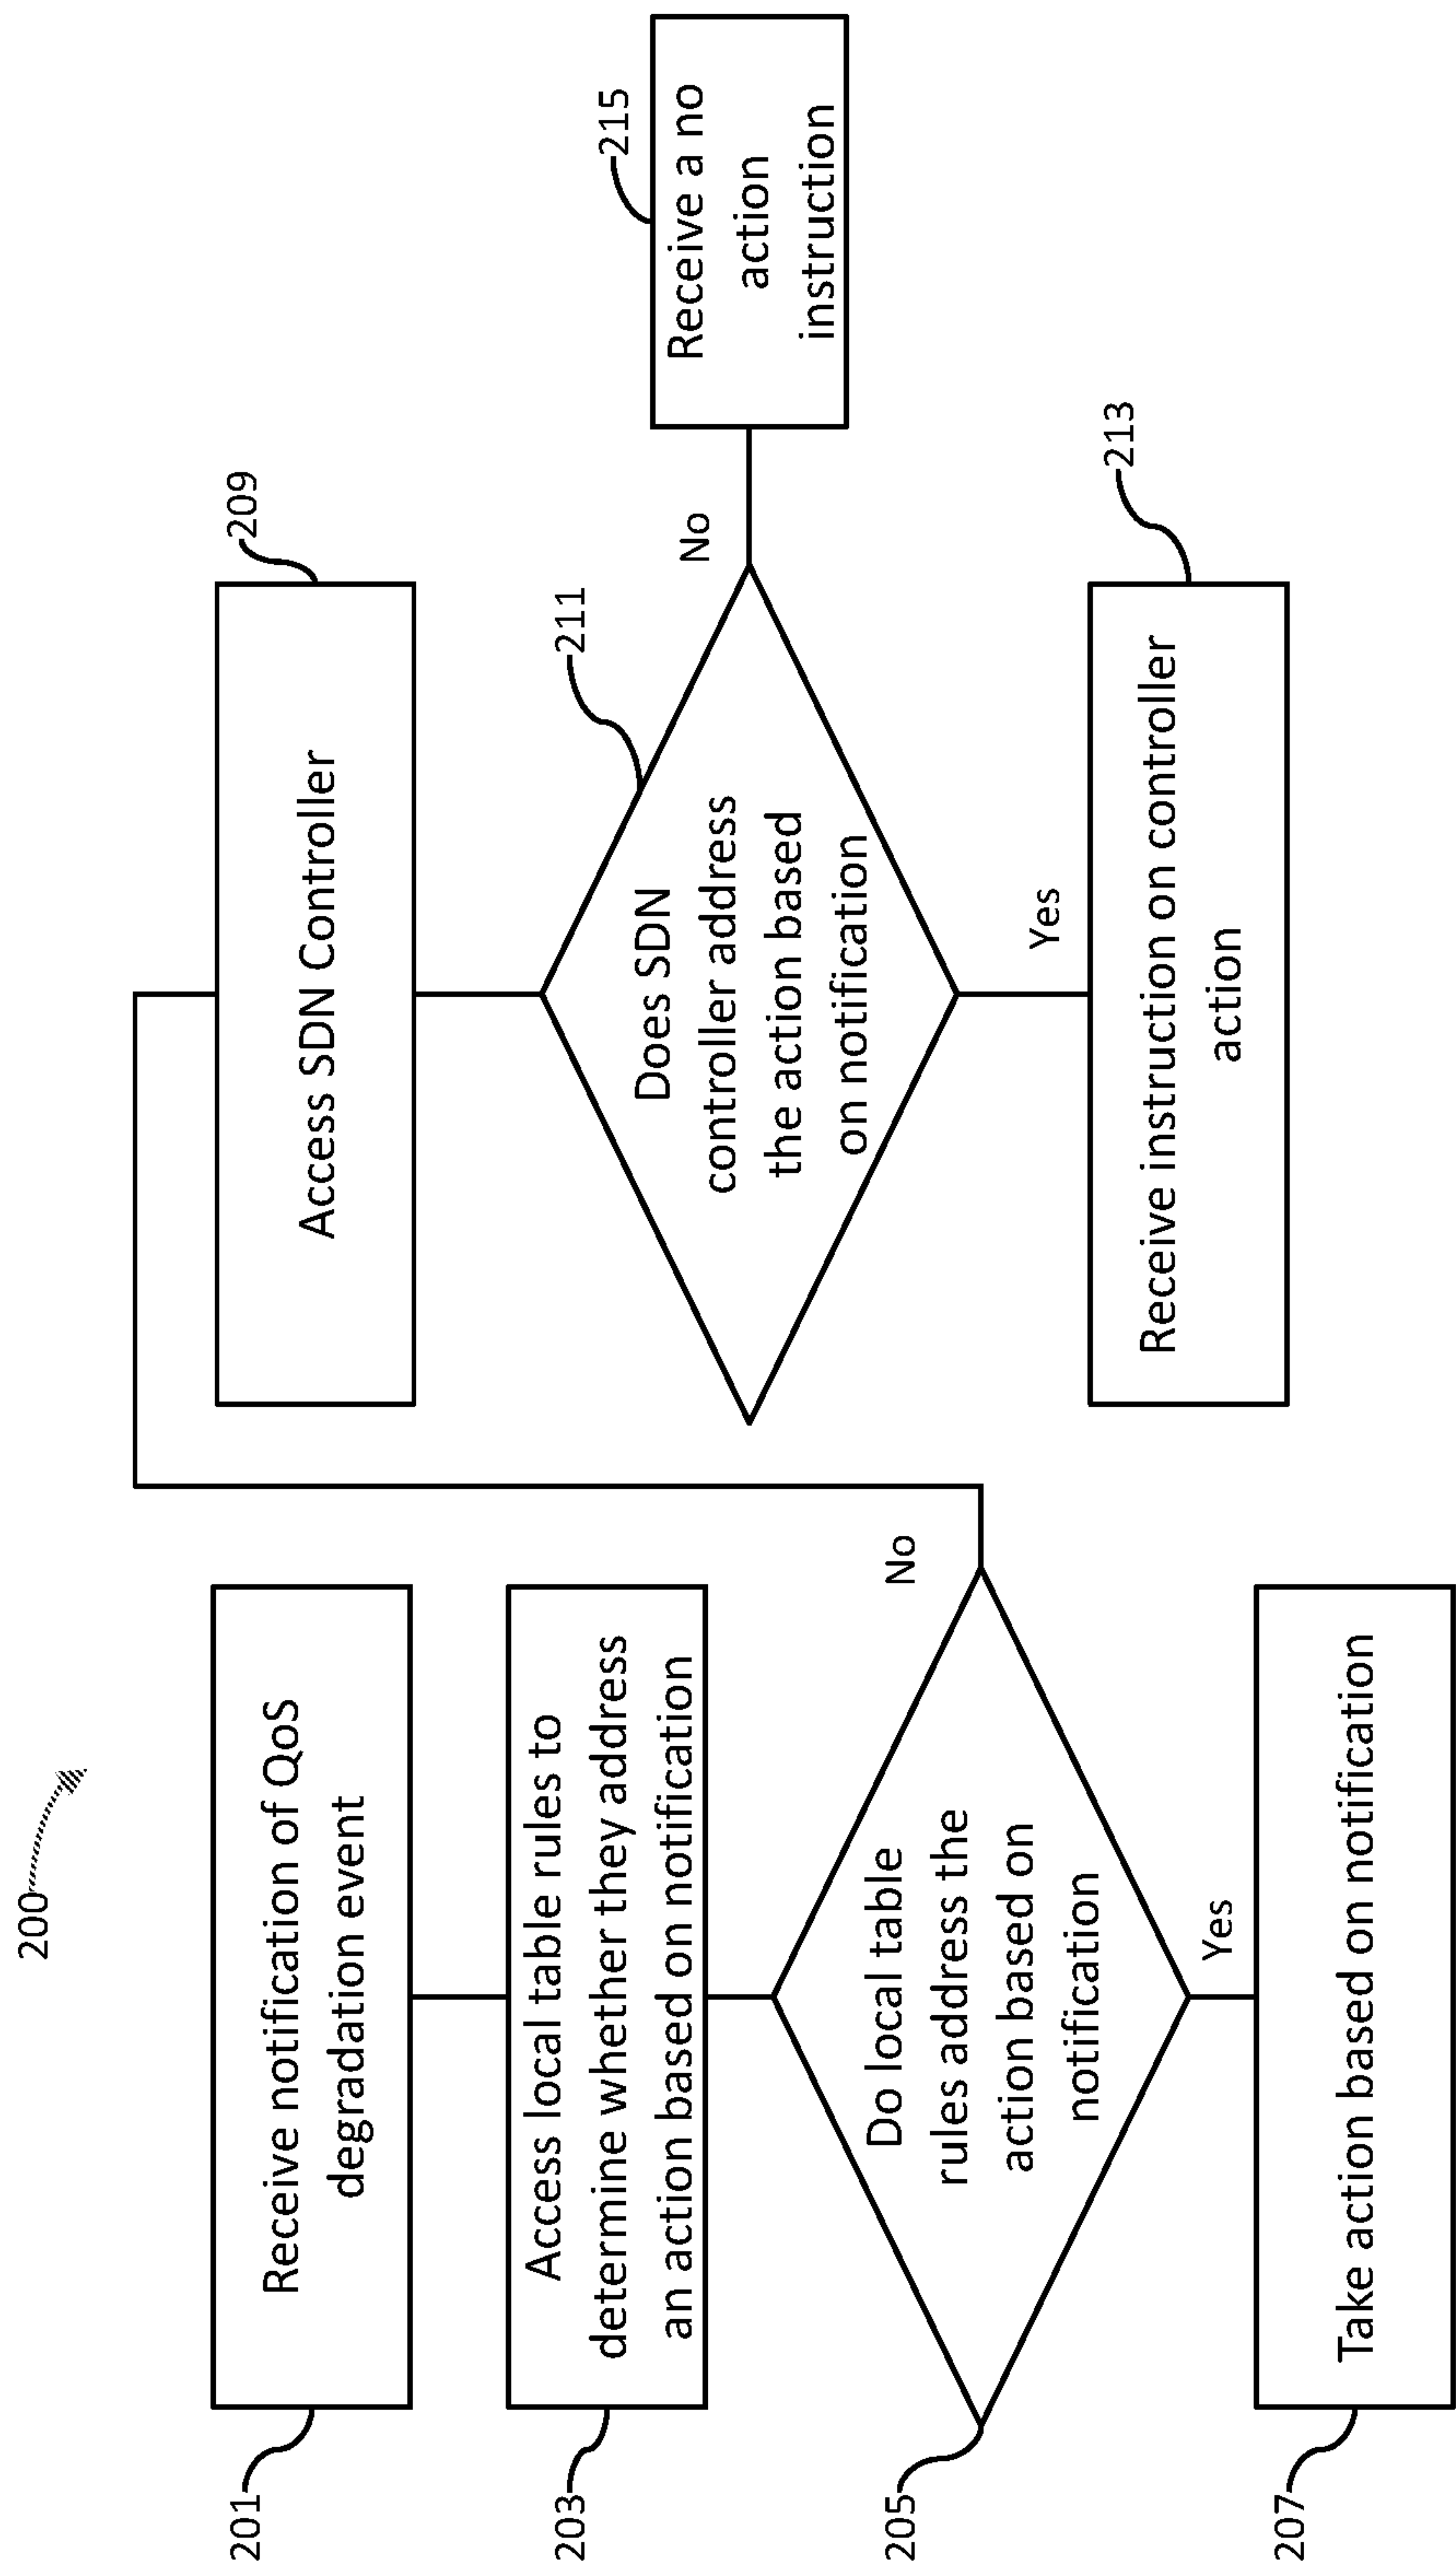 200
201
Receive notification of QoS
degradation event
203
Access local table rules to
determine whether they address
an action based on notification
205
Do local table
rules address the
action based on
notification
No
Yes
207
Take action based on notification
209
Access SDN Controller
211
Does SDN
controller address
the action based
on notification
No
Yes
213
Receive instruction on controller
action
215
Receive a no
action
instruction